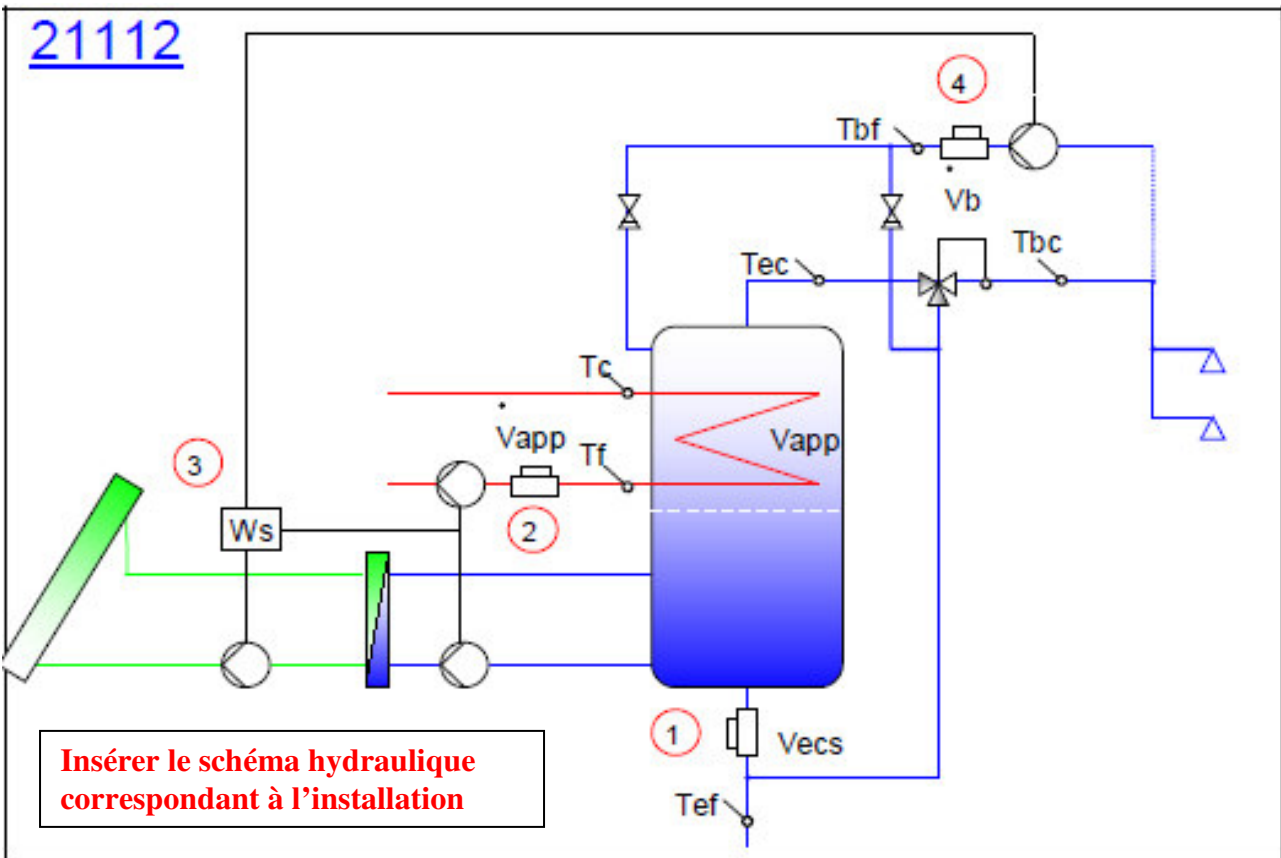 21112
4
Tbf
Vb
Tbc
Tec
Tc
Vapp
Vapp
Tf
3
2
Ws
1
Vecs
Insérer le schéma hydraulique
correspondant à l'installation
Tef